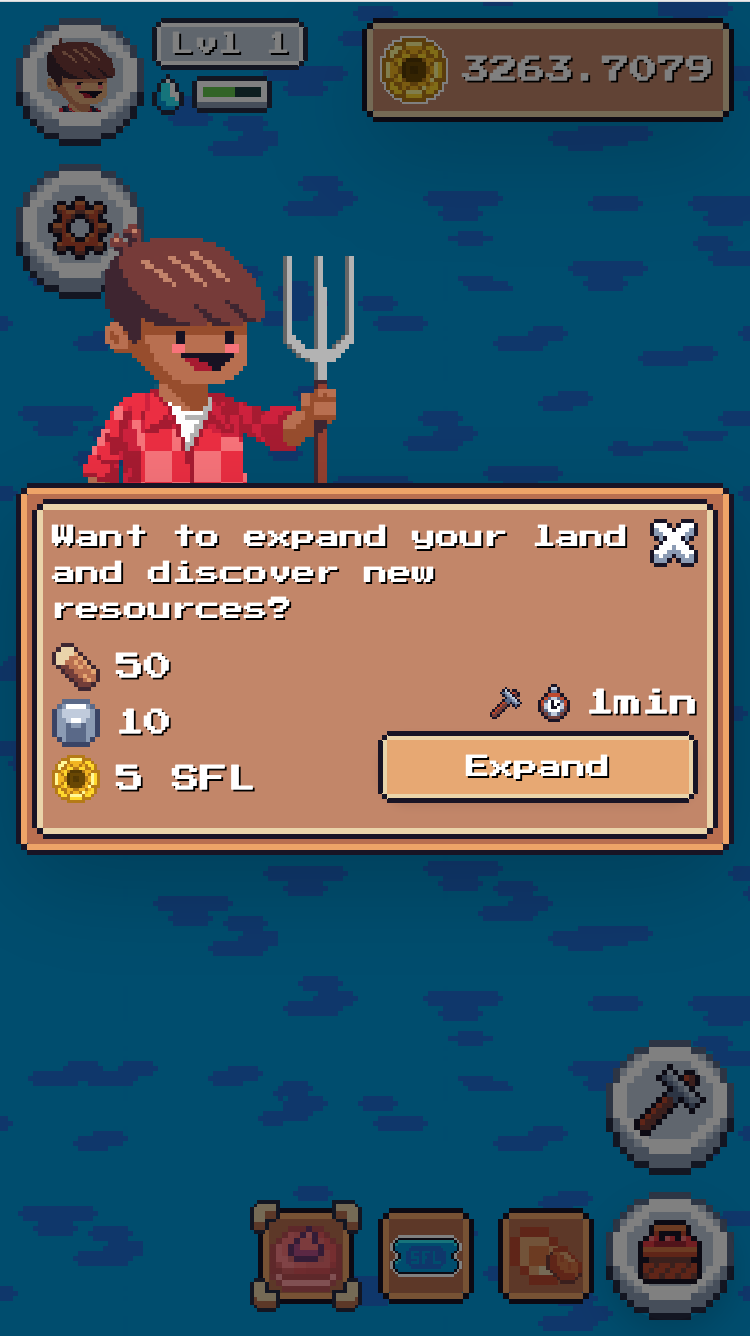 Lvl 1
3263.7079
Want to expand your land
and discover new
resources?
50
10
1min
5 SFL
Expand
SFL